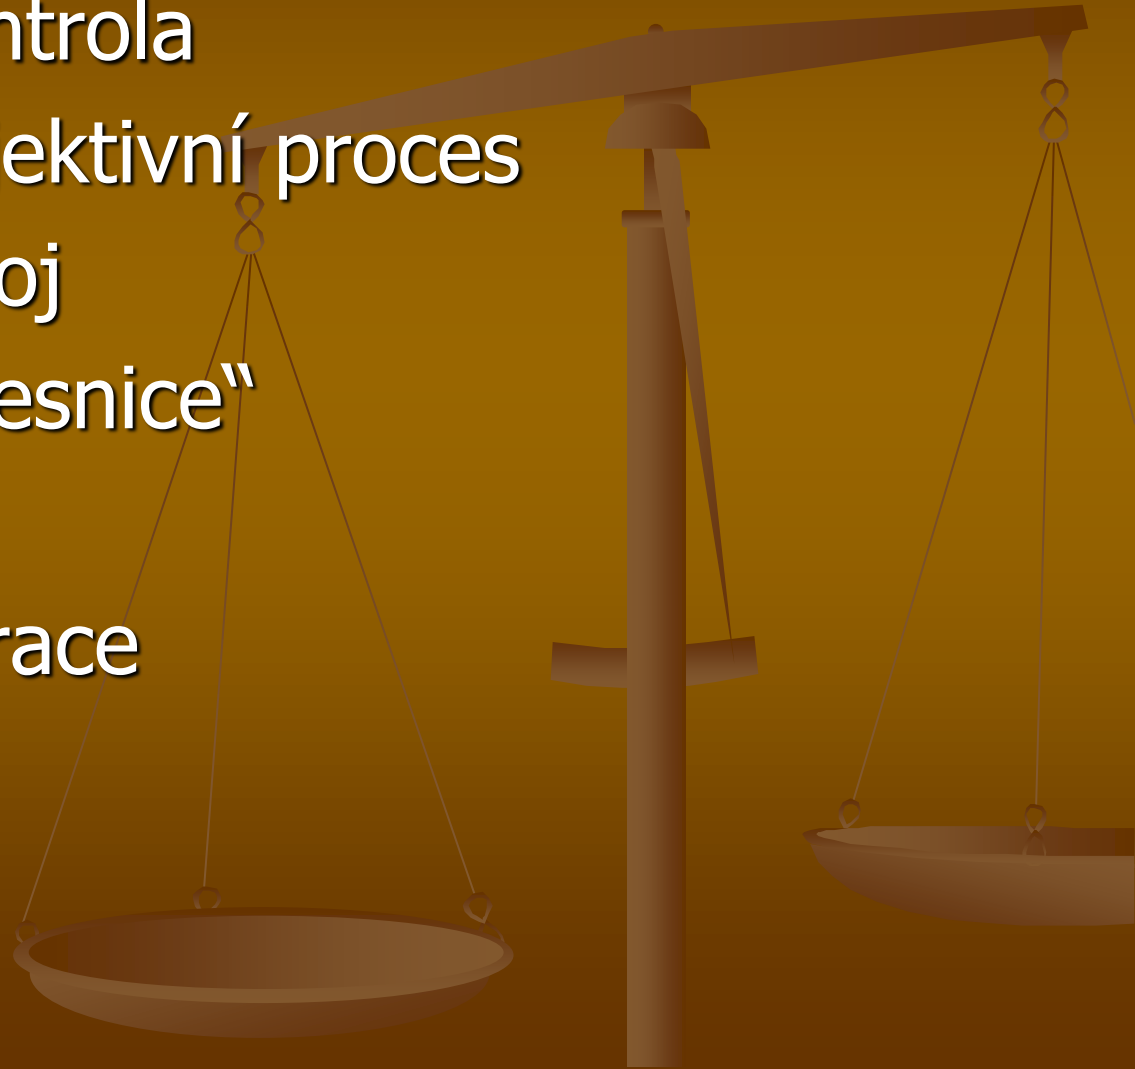 ntrola
ektivní proces
oj
esnice“
race